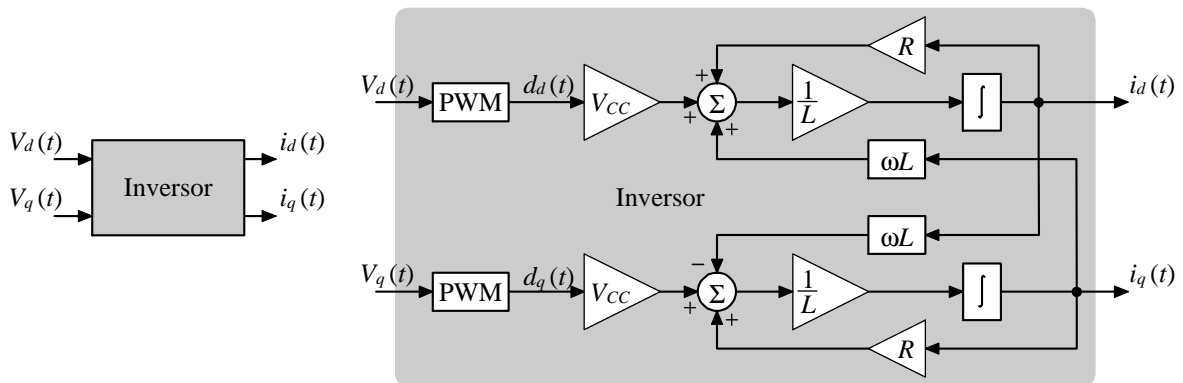 V_d(t)
V_q(t)
Inversor
i_d(t)
i_q(t)
R
V_d(t)
PWM
d_d(t)
V_CC
+
+
Σ
+
1/L
∫
i_d(t)
ωL
Inversor
ωL
V_q(t)
PWM
d_q(t)
V_CC
−
+
Σ
+
1/L
∫
i_q(t)
R